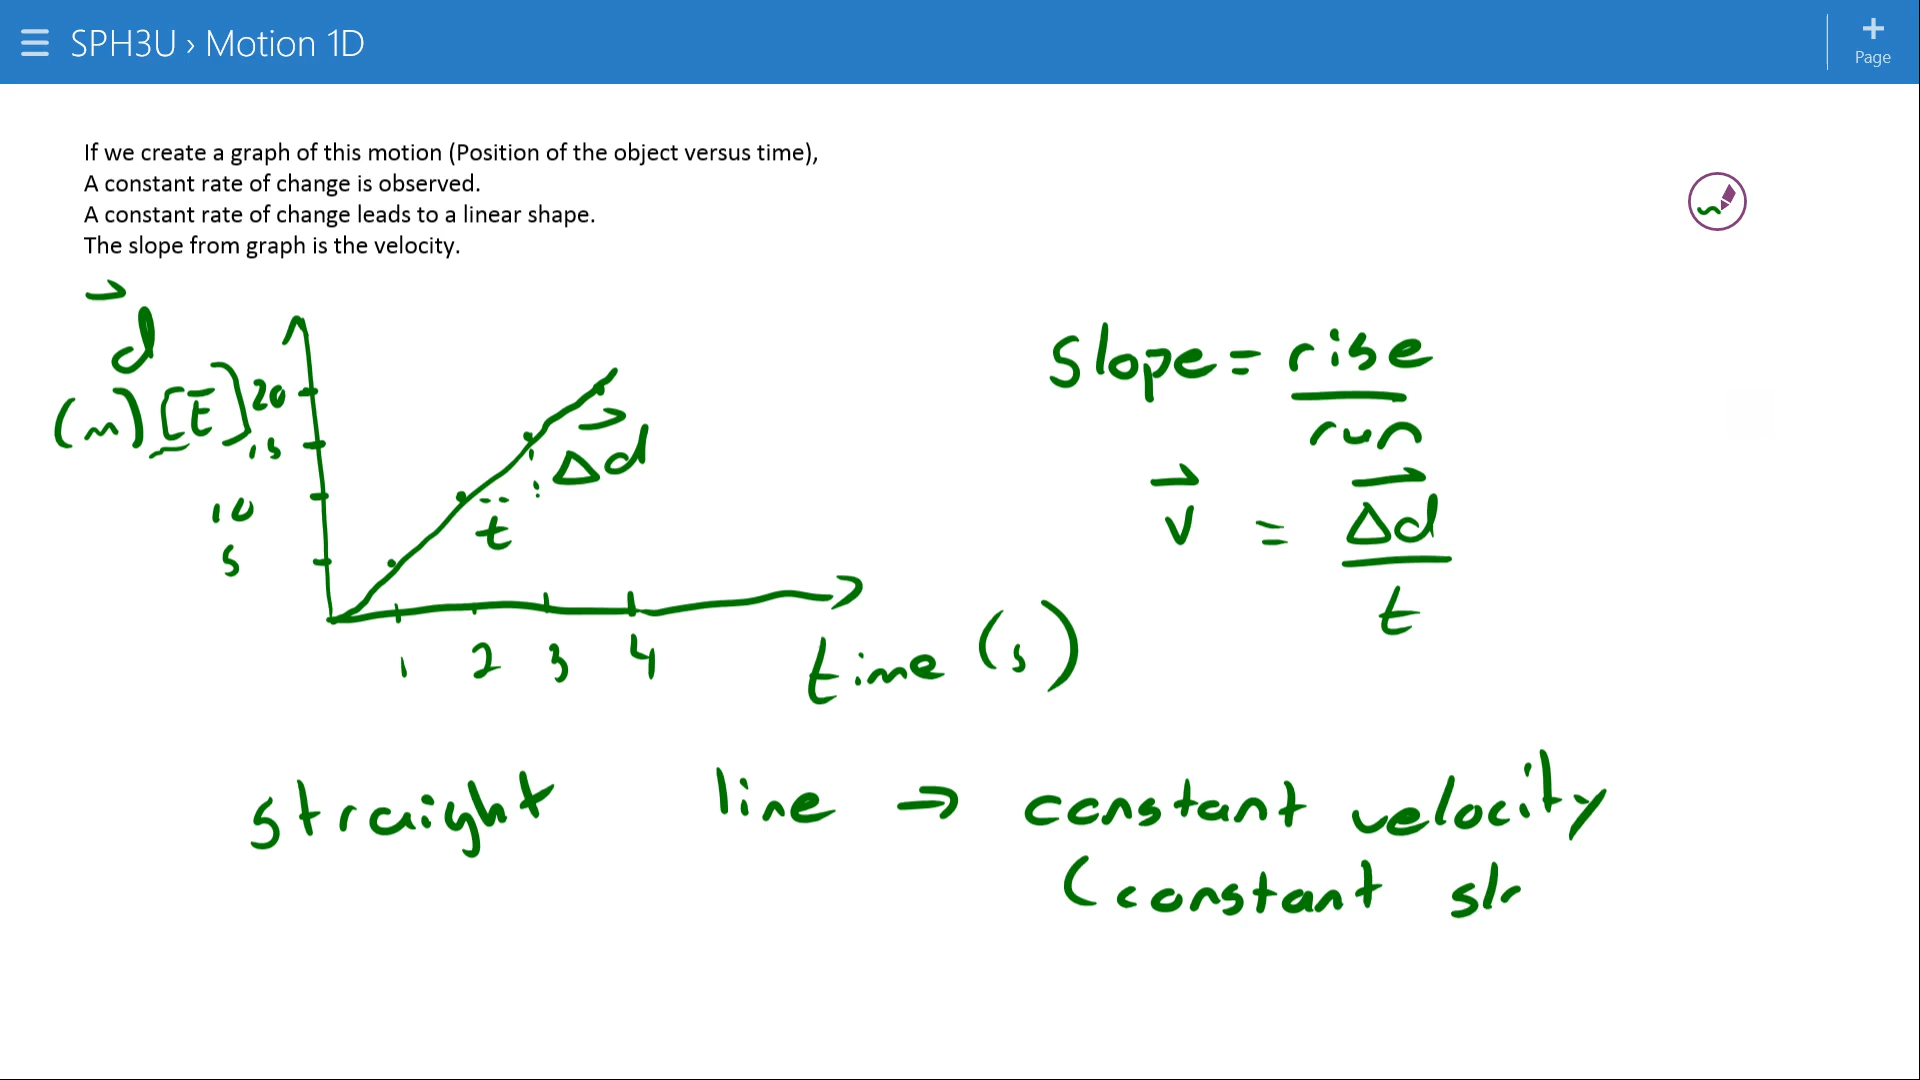 SPH3U › Motion 1D
Page
If we create a graph of this motion (Position of the object versus time),
A constant rate of change is observed.
A constant rate of change leads to a linear shape.
The slope from graph is the velocity.
d
(m) [E]
20
15
10
5
Δd
t
1 2 3 4
time (s)
slope = rise
run
v = Δd
t
straight line → constant velocity
(constant slo